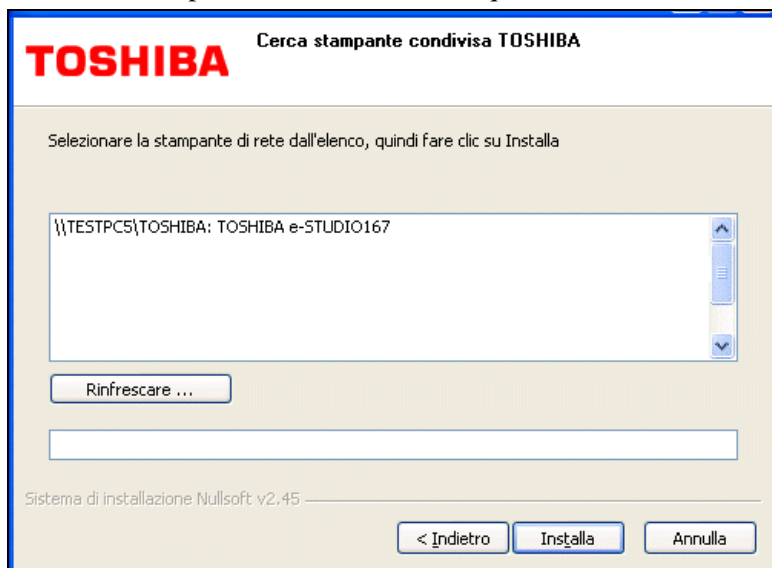 Cerca stampante condivisa TOSHIBA
TOSHIBA
Selezionare la stampante di rete dall'elenco, quindi fare clic su Installa
\\TESTPC5\TOSHIBA: TOSHIBA e-STUDIO167
Rinfrescare ...
Sistema di installazione Nullsoft v2.45
< Indietro Installa Annulla